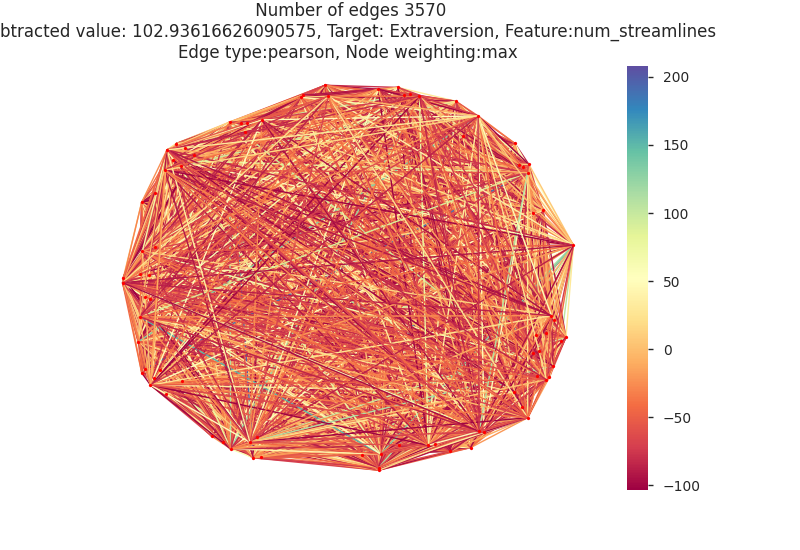 Number of edges 3570
btracted value: 102.93616626090575, Target: Extraversion, Feature:num_streamlines
Edge type:pearson, Node weighting:max
200
150
100
50
0
−50
−100